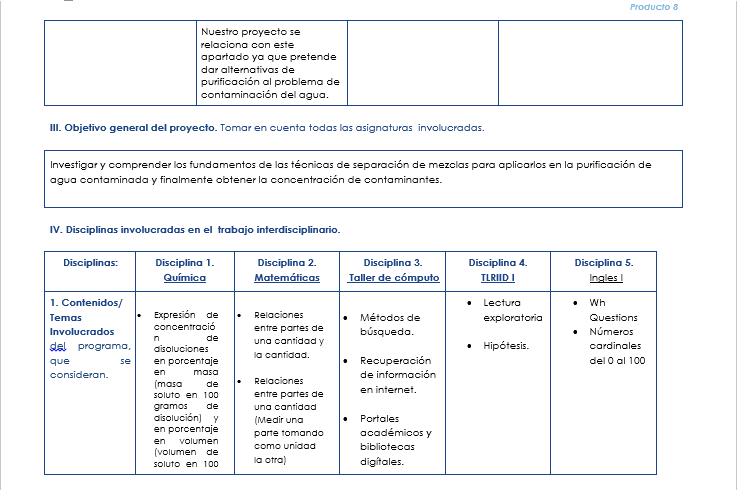 Producto 8
Nuestro proyecto se
relaciona con este
apartado ya que pretende
dar alternativas de
purificación al problema de
contaminación del agua.
III. Objetivo general del proyecto. Tomar en cuenta todas las asignaturas involucradas.
Investigar y comprender los fundamentos de las técnicas de separación de mezclas para aplicarlos en la purificación de
agua contaminada y finalmente obtener la concentración de contaminantes.
IV. Disciplinas involucradas en el trabajo interdisciplinario.
Disciplinas:
Disciplina 1.
Química
Disciplina 2.
Matemáticas
Disciplina 3.
Taller de cómputo
Disciplina 4.
TLRIID I
Disciplina 5.
Ingles I
1. Contenidos/
Temas
Involucrados
del programa,
que se
consideran.
• Expresión de
concentració
n de
disoluciones
en porcentaje
en masa
(masa de
soluto en 100
gramos de
disolución) y
en porcentaje
en volumen
(volumen de
soluto en 100
• Relaciones
entre partes de
una cantidad y
la cantidad.
• Relaciones
entre partes de
una cantidad
(Medir una
parte tomando
como unidad
la otra)
• Métodos de
búsqueda.
• Recuperación
de información
en internet.
• Portales
académicos y
bibliotecas
digitales.
• Lectura
exploratoria
• Hipótesis.
• Wh
Questions
• Números
cardinales
del 0 al 100